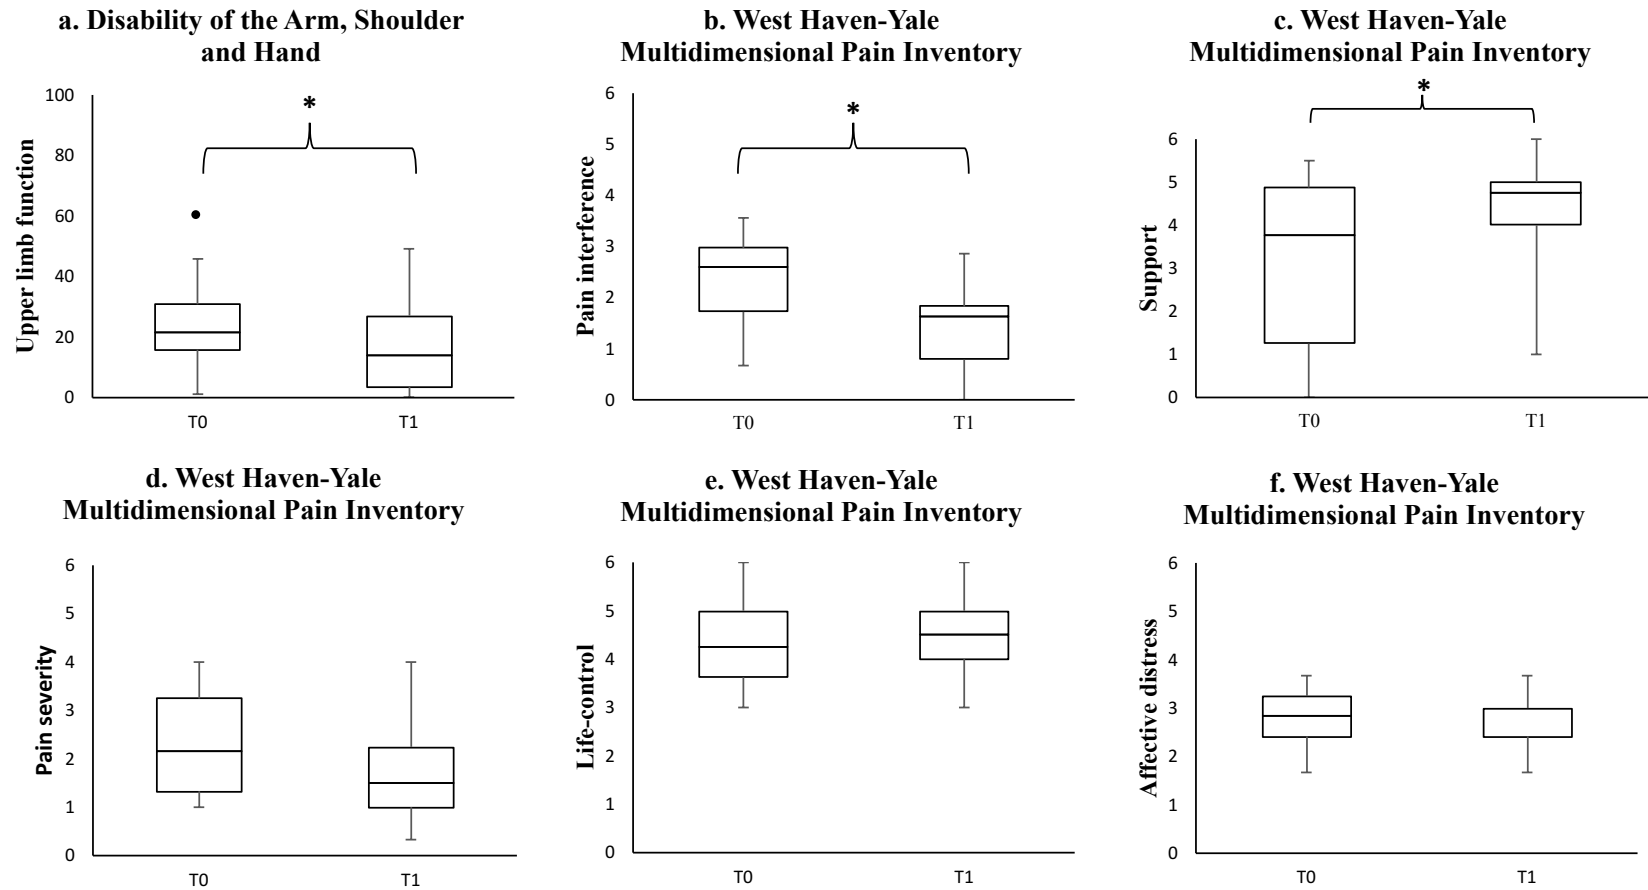 a. Disability of the Arm, Shoulder
and Hand
*
100
80
60
40
20
0
Upper limb function
T0
T1
b. West Haven-Yale
Multidimensional Pain Inventory
*
6
5
4
3
2
1
0
Pain interference
T0
T1
c. West Haven-Yale
Multidimensional Pain Inventory
*
6
5
4
3
2
1
0
Support
T0
T1
d. West Haven-Yale
Multidimensional Pain Inventory
6
5
4
3
2
1
0
Pain severity
T0
T1
e. West Haven-Yale
Multidimensional Pain Inventory
6
5
4
3
2
1
0
Life-control
T0
T1
f. West Haven-Yale
Multidimensional Pain Inventory
6
5
4
3
2
1
0
Affective distress
T0
T1